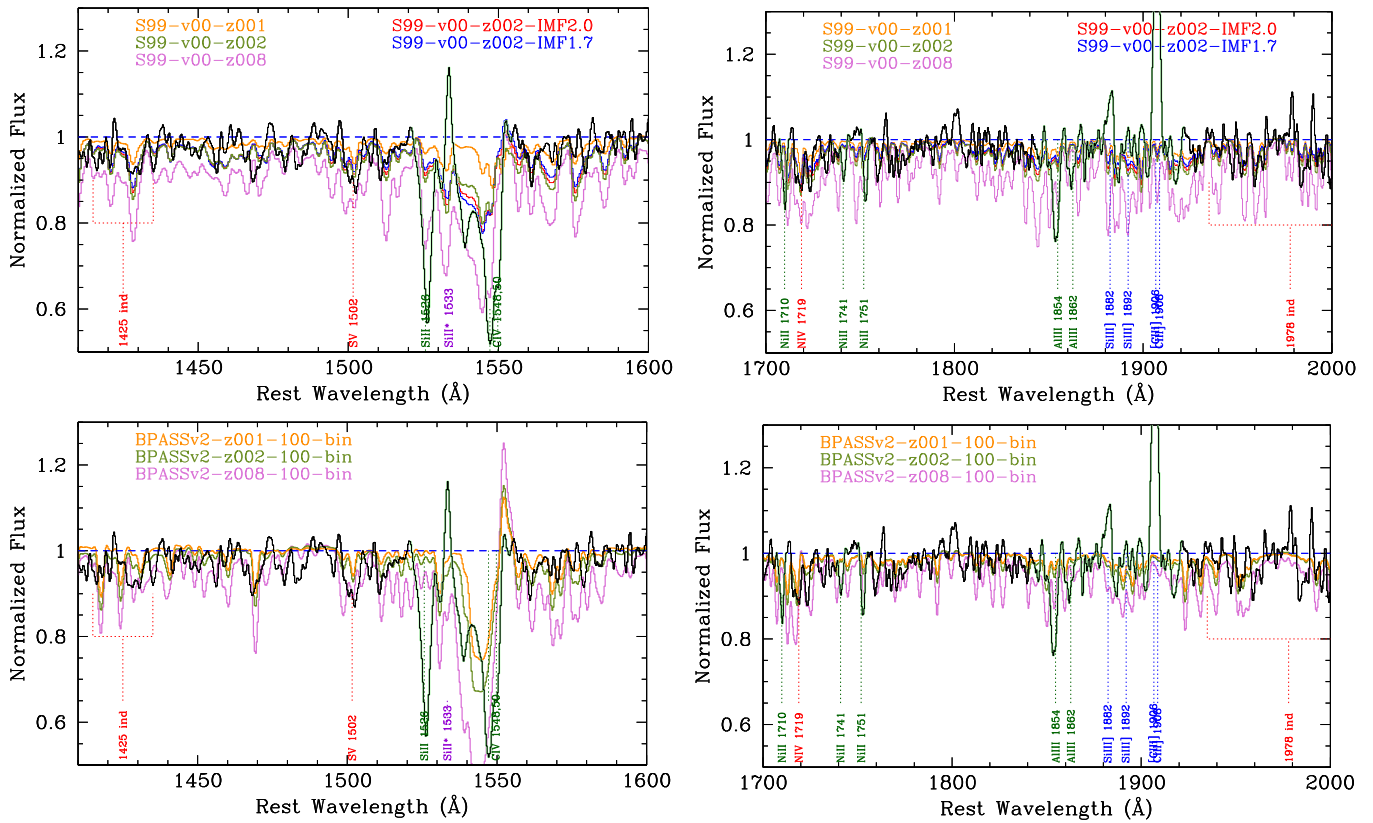 S99-v00-z001
S99-v00-z002
S99-v00-z008
S99-v00-z002-IMF2.0
S99-v00-z002-IMF1.7
1.2
1
0.8
0.6
Normalized Flux
1425 ind
SV 1502
SiII 1526
SiII* 1533
CIV 1548,50
1450
1500
1550
1600
Rest Wavelength (Å)
S99-v00-z001
S99-v00-z002
S99-v00-z008
S99-v00-z002-IMF2.0
S99-v00-z002-IMF1.7
1.2
1
0.8
0.6
Normalized Flux
NiII 1710
NIV 1719
NiII 1741
NiII 1751
AlIII 1854
AlIII 1862
SiIII] 1882
SiIII] 1892
1906
CIII] 1908
1978 ind
1700
1800
1900
2000
Rest Wavelength (Å)
BPASSv2-z001-100-bin
BPASSv2-z002-100-bin
BPASSv2-z008-100-bin
1.2
1
0.8
0.6
Normalized Flux
1425 ind
SV 1502
SiII 1526
SiII* 1533
CIV 1548,50
1450
1500
1550
1600
Rest Wavelength (Å)
BPASSv2-z001-100-bin
BPASSv2-z002-100-bin
BPASSv2-z008-100-bin
1.2
1
0.8
0.6
Normalized Flux
NiII 1710
NIV 1719
NiII 1741
NiII 1751
AlIII 1854
AlIII 1862
SiIII] 1882
SiIII] 1892
1906
CIII] 1908
1978 ind
1700
1800
1900
2000
Rest Wavelength (Å)